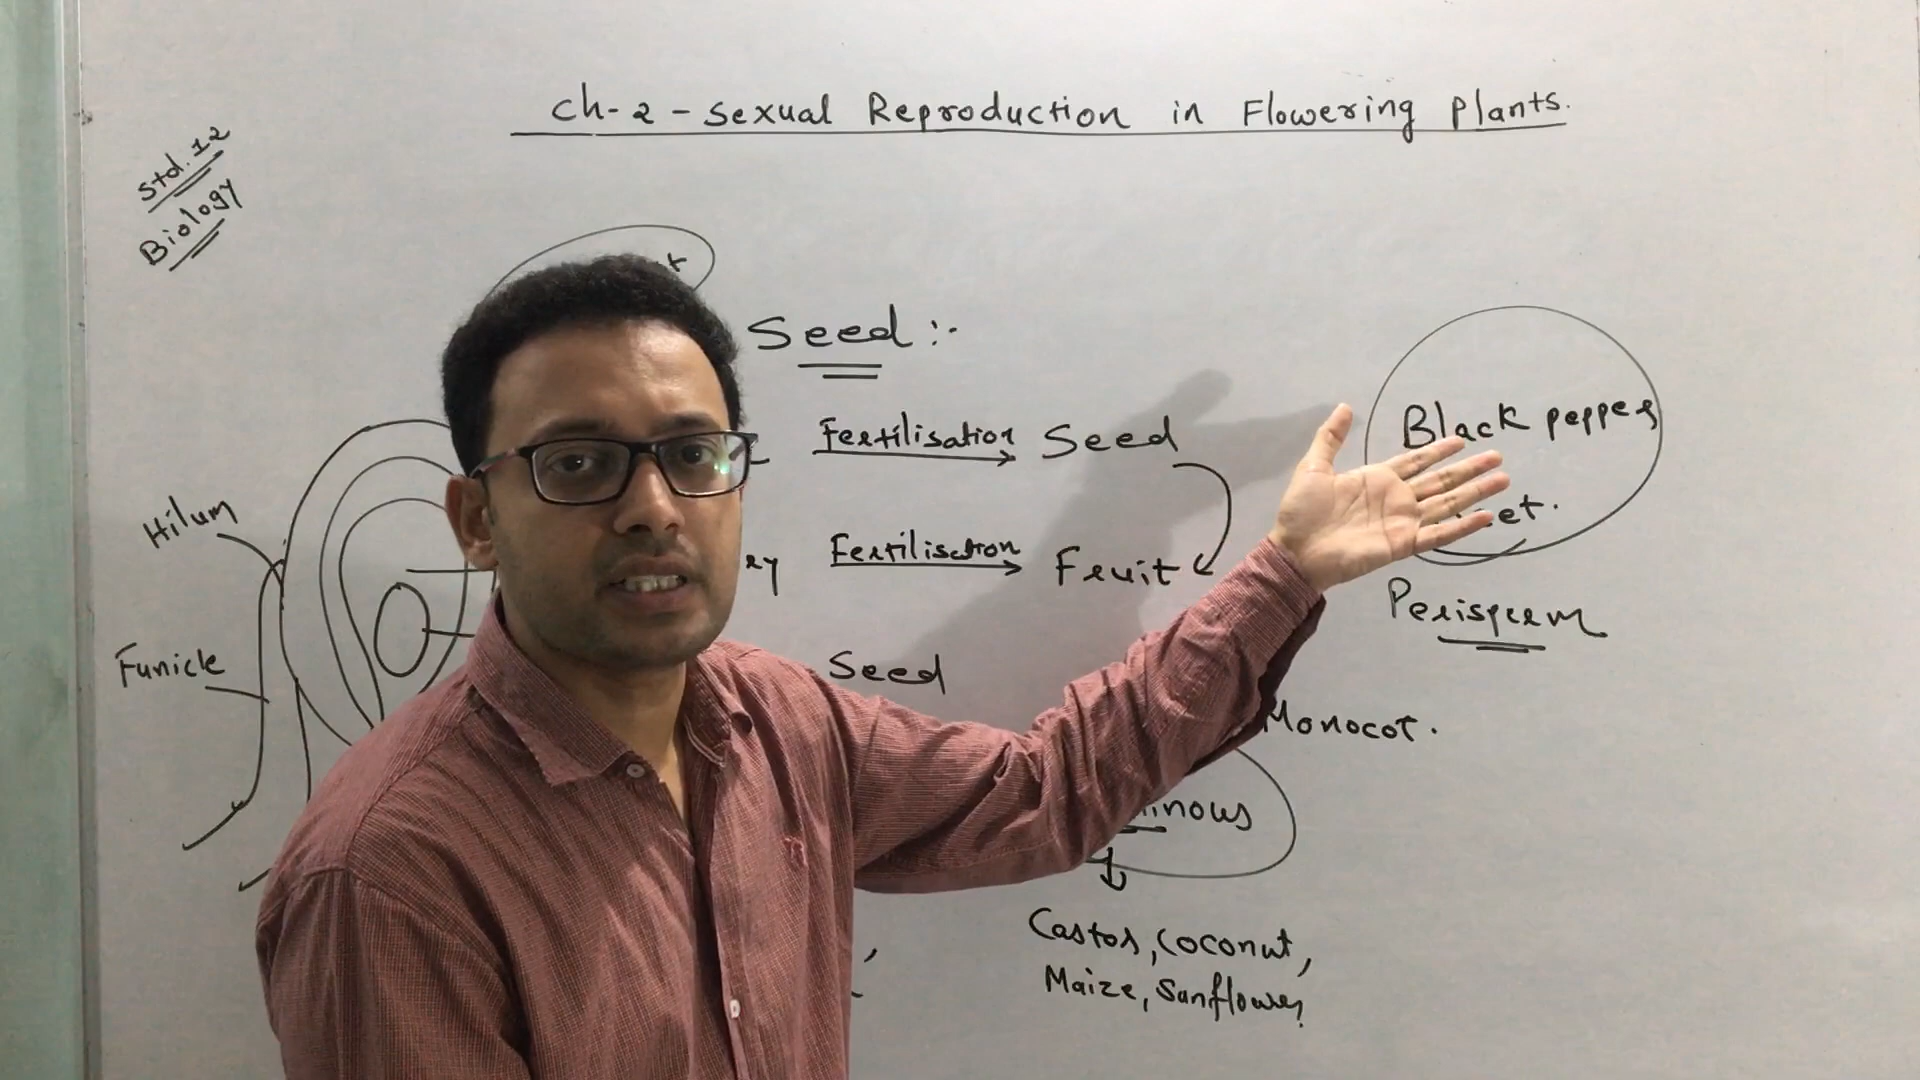 Ch-2 - Sexual Reproduction in Flowering Plants.
Std. 12
Biology
Seed :-
Fertilisation Seed
Black pepper
Hilum
Fertilisation Fruit
Perisperm
Funicle
Seed
Monocot.
Castor, Coconut,
Maize, Sunflower